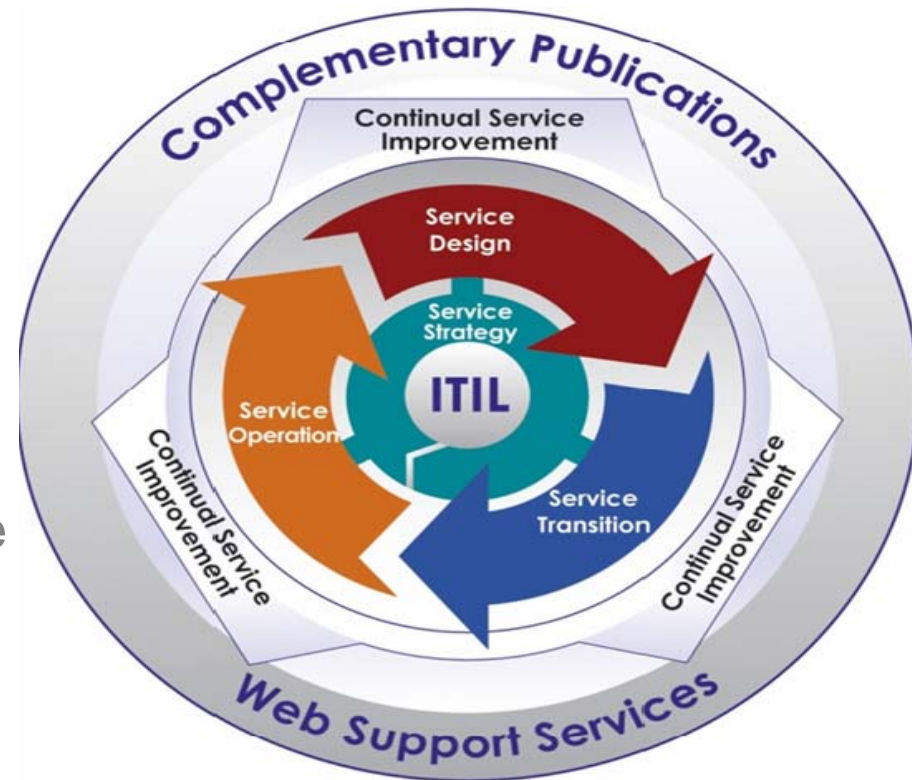 Complementary Publications
Continual Service
Improvement
Service
Design
Service
Strategy
ITIL
Service
Operation
Service
Transition
Continual Service
Improvement
Continual Service
Improvement
Web Support Services
e